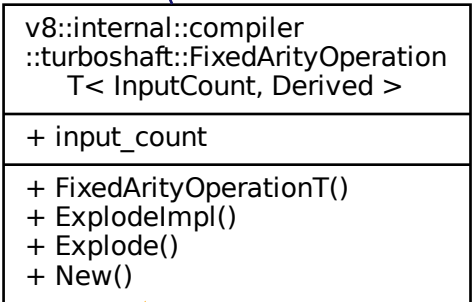 v8::internal::compiler
::turboshaft::FixedArityOperation
T< InputCount, Derived >
+ input_count
+ FixedArityOperationT()
+ ExplodeImpl()
+ Explode()
+ New()